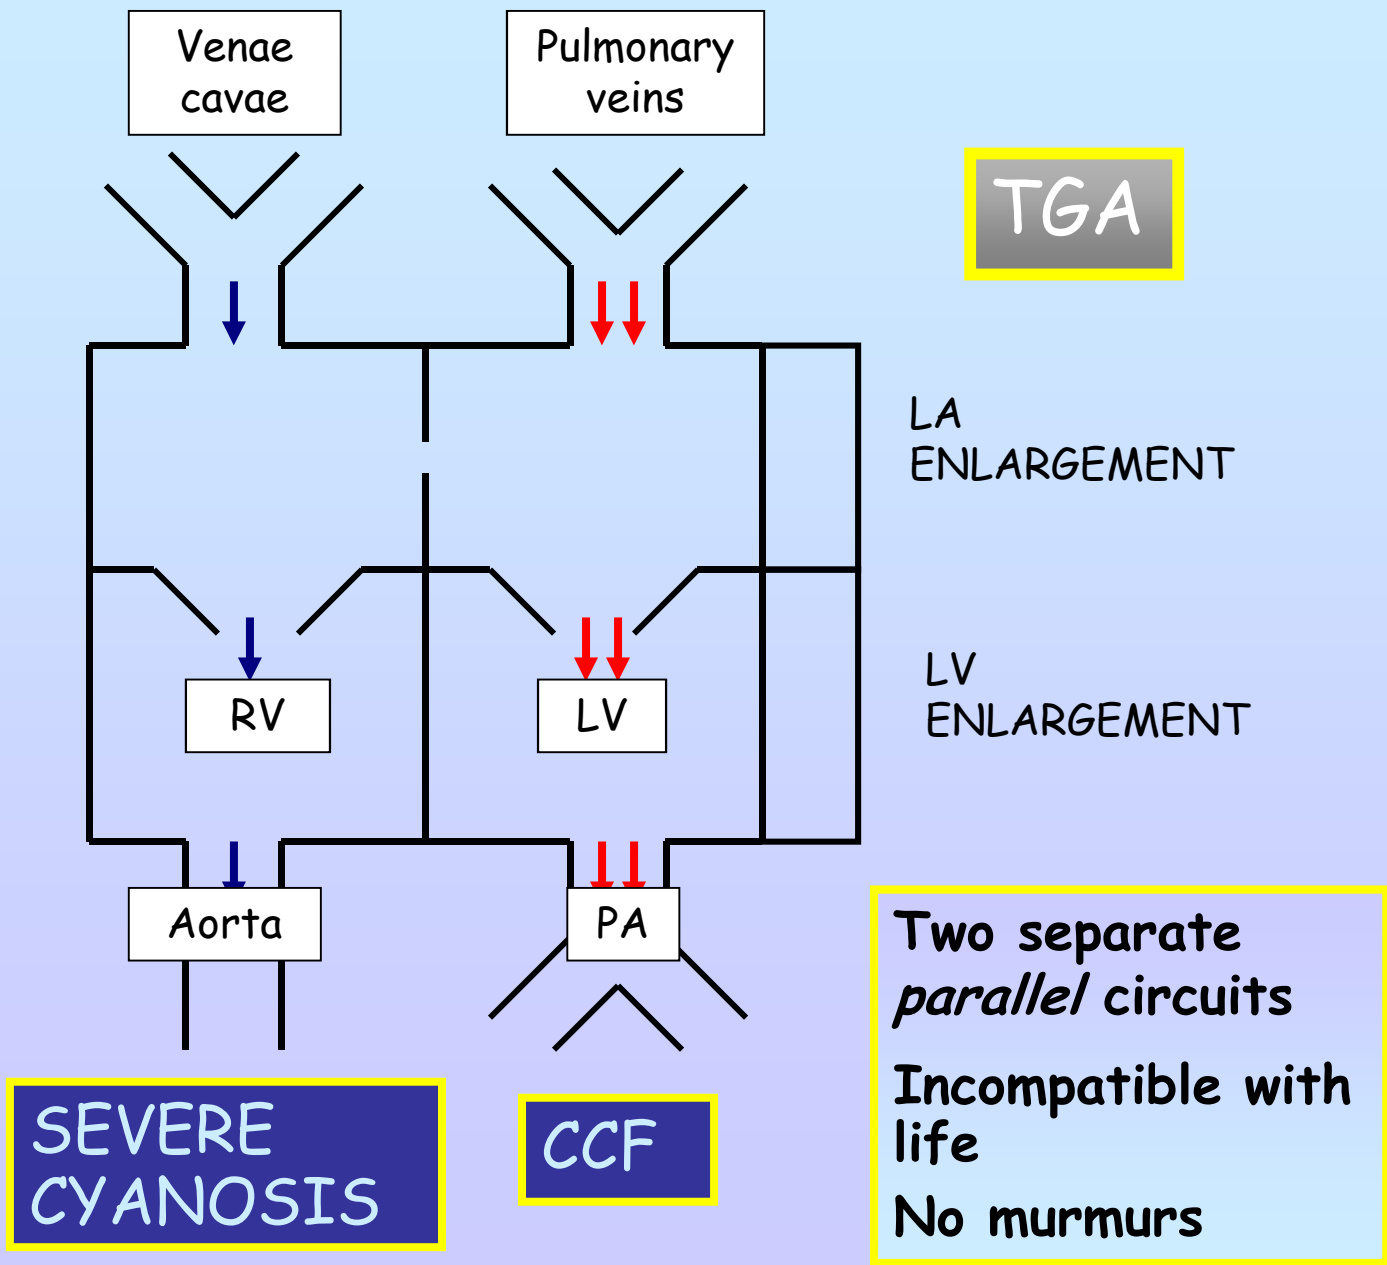 Venae
cavae
Pulmonary
veins
TGA
LA
ENLARGEMENT
LV
ENLARGEMENT
RV
LV
Aorta
PA
Two separate
parallel circuits
Incompatible with
life
No murmurs
SEVERE
CYANOSIS
CCF